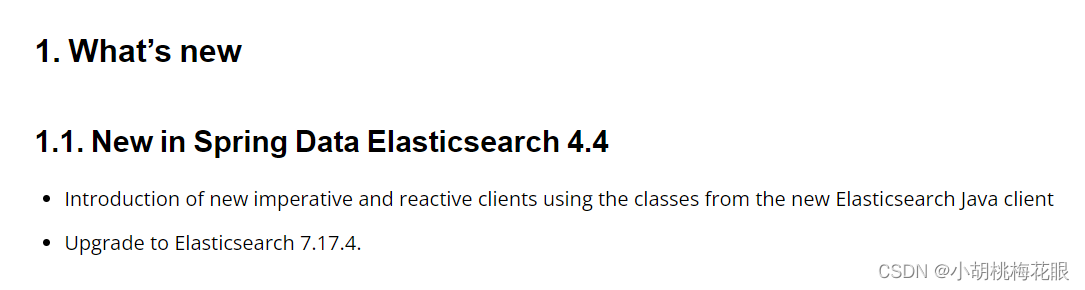 1. What’s new
1.1. New in Spring Data Elasticsearch 4.4
• Introduction of new imperative and reactive clients using the classes from the new Elasticsearch Java client
• Upgrade to Elasticsearch 7.17.4.
CSDN @小胡桃梅花眼